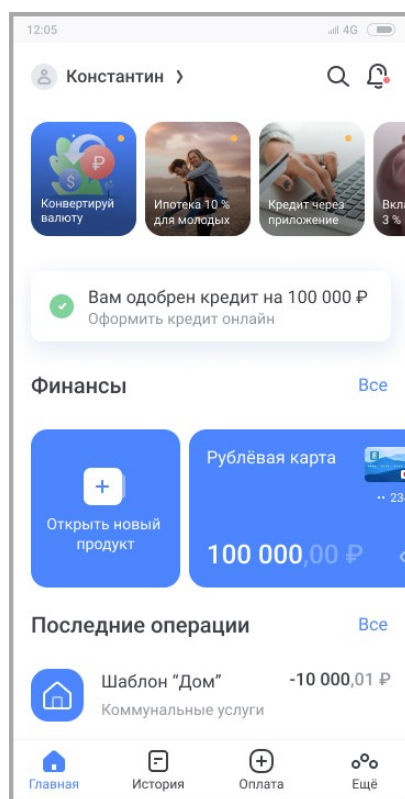 12:05
4G
Константин
Конвертируй
валюту
Ипотека 10 %
для молодых
Кредит через
приложение
Вкл
3 %
Вам одобрен кредит на 100 000 ₽
Оформить кредит онлайн
Финансы
Все
Открыть новый
продукт
Рублёвая карта
·· 23
100 000,00 ₽
Последние операции
Все
Шаблон “Дом”
-10 000,01 ₽
Коммунальные услуги
Главная
История
Оплата
Ещё